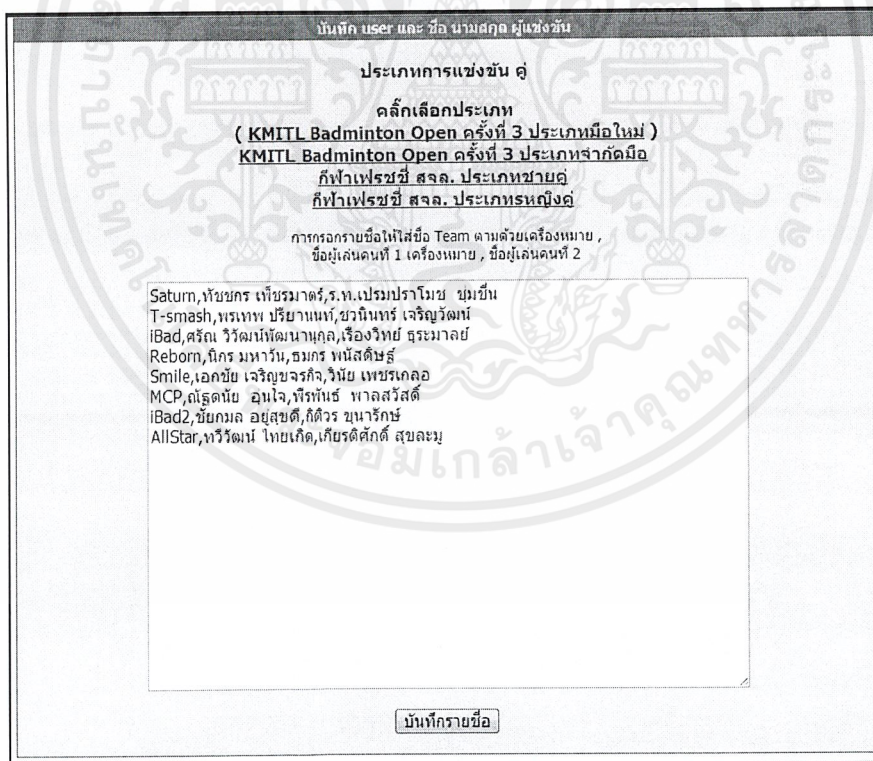 บันทึก user และ ชื่อ นามสกุล ผู้แข่งขัน
ประเภทการแข่งขัน คู่
คลิ๊กเลือกประเภท
( KMITL Badminton Open ครั้งที่ 3 ประเภทมือใหม่ )
KMITL Badminton Open ครั้งที่ 3 ประเภทจำกัดมือ
กีฬาเฟรชชี่ สจล. ประเภทชายคู่
กีฬาเฟรชชี่ สจล. ประเภทรหญิงคู่
การกรอกรายชื่อให้ใส่ชื่อ Team ตามด้วยเครื่องหมาย ,
ชื่อผู้เล่นคนที่ 1 เครื่องหมาย , ชื่อผู้เล่นคนที่ 2
Saturn,ทัชชกร เพ็ชรมาตร์,ร.ท.เปรมปราโมช ชุมชื่น
T-smash,พรเทพ ปรียานนท์,ชวนินทร์ เจริญวัฒน์
iBad,ศรัณ วิวัฒน์พัฒนานุกูล,เรืองวิทย์ ธุระมาลย์
Reborn,นิกร มหาวัน,ธมกร พนัสดิษฐ์
Smile,เอกชัย เจริญขจรกิจ,วินัย เพชรเกลอ
MCP,ณัฐดนัย อุ่นใจ,พีรพันธ์ พาลสวัสดิ์
iBad2,ชัยกมล อยู่สุขดี,กิติวร ขุนารักษ์
AllStar,ทวีวัฒน์ ไทยเกิด,เกียรติศักดิ์ สุขละมู
บันทึกรายชื่อ